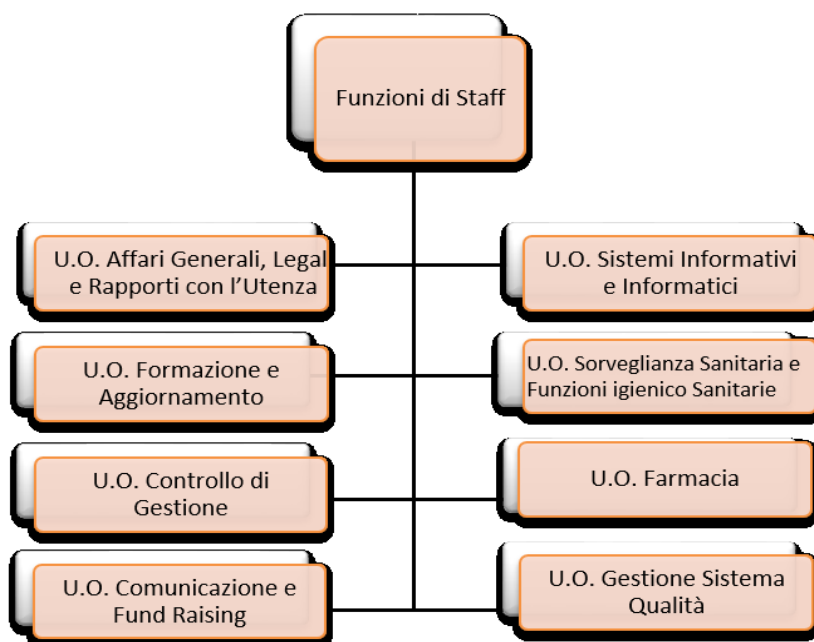 Funzioni di Staff
U.O. Affari Generali, Legal
e Rapporti con l'Utenza
U.O. Sistemi Informativi
e Informatici
U.O. Formazione e
Aggiornamento
U.O. Sorveglianza Sanitaria e
Funzioni igienico Sanitarie
U.O. Controllo di
Gestione
U.O. Farmacia
U.O. Comunicazione e
Fund Raising
U.O. Gestione Sistema
Qualità